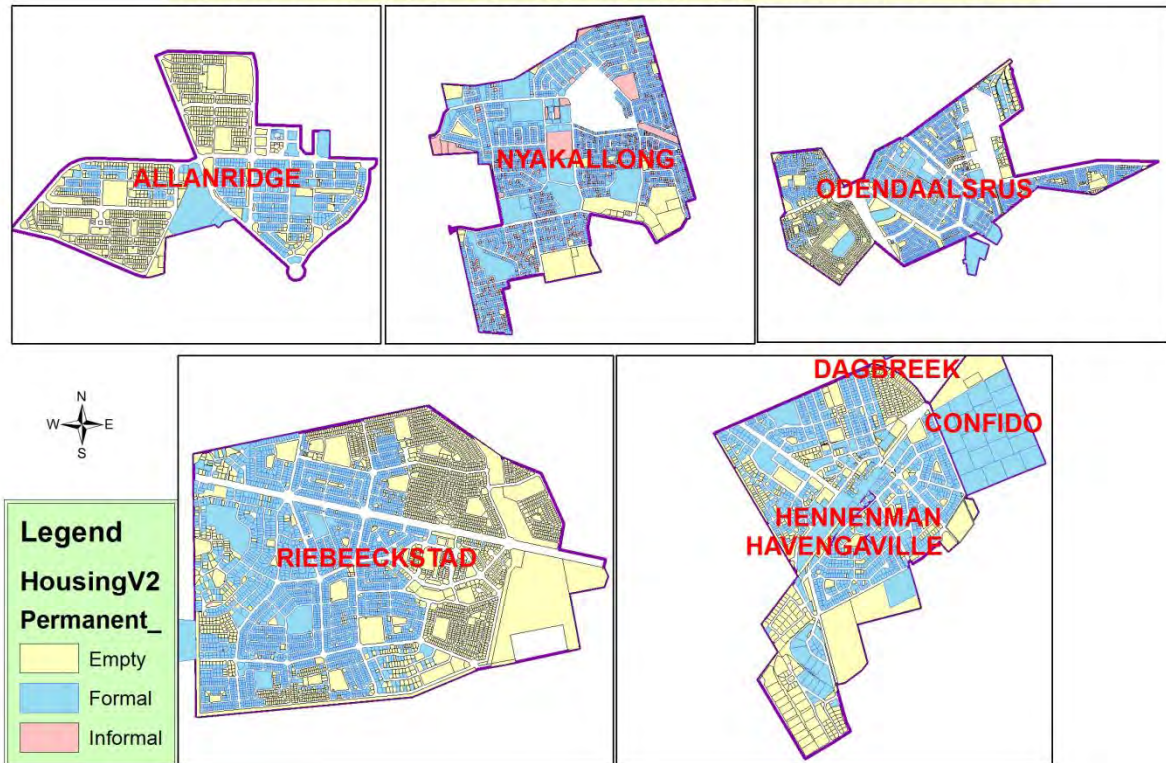 ALLANRIDGE
NYAKALLONG
ODENDAALSRUS
N
W E
S
RIEBEECKSTAD
DAGBREEK
CONFIDO
HENNENMAN
HAVENGAVILLE
Legend
HousingV2
Permanent_
Empty
Formal
Informal